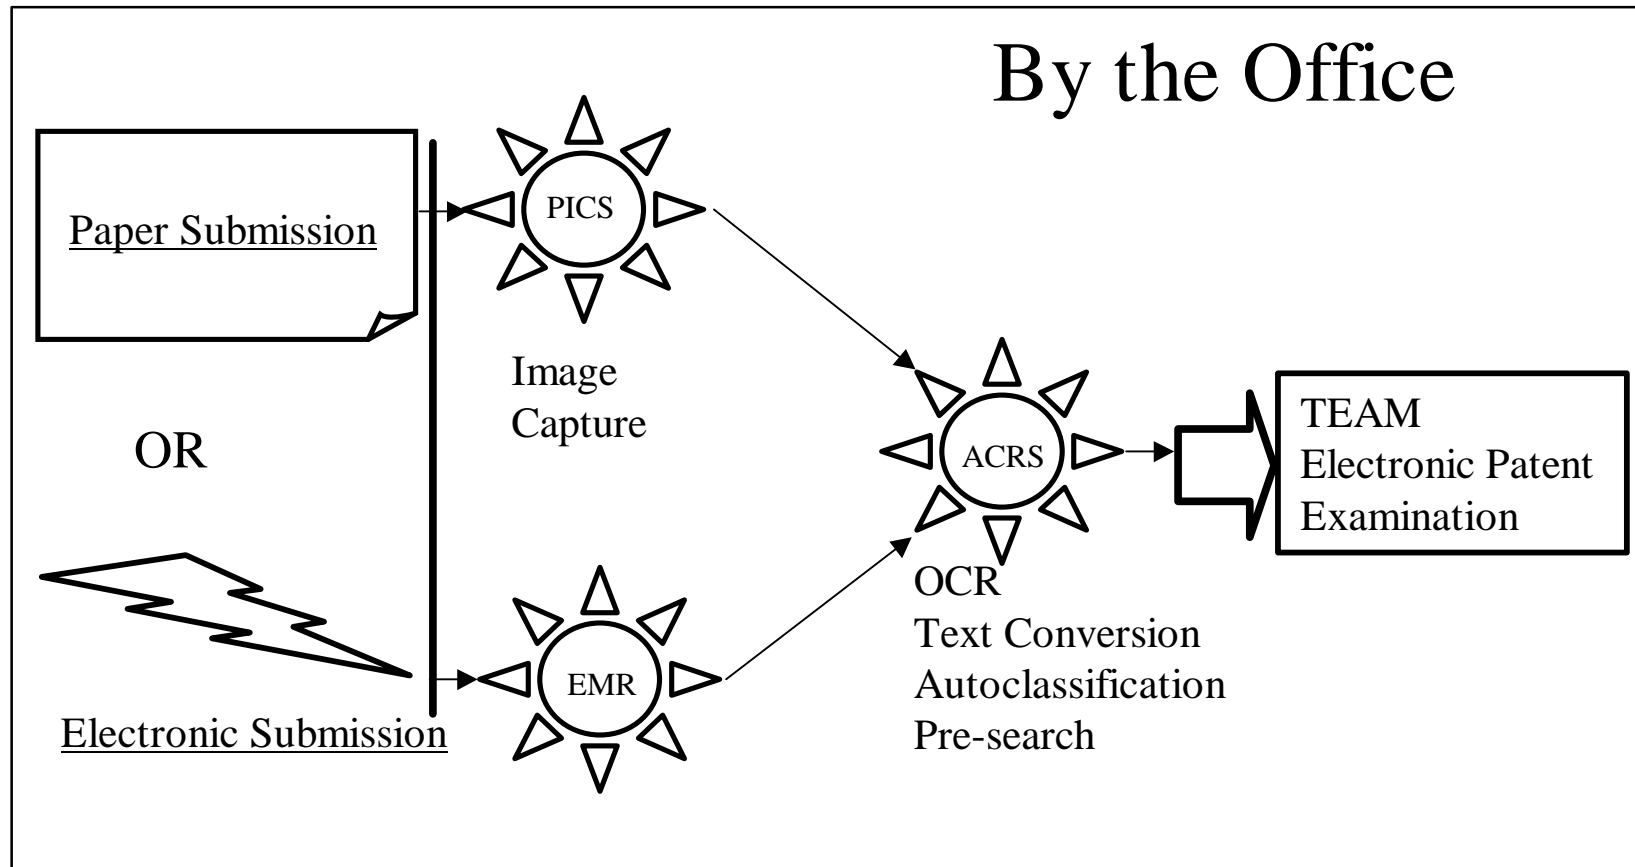 By the Office
Paper Submission
PICS
Image
Capture
OR
ACRS
TEAM
Electronic Patent
Examination
OCR
Text Conversion
Autoclassification
Pre-search
EMR
Electronic Submission